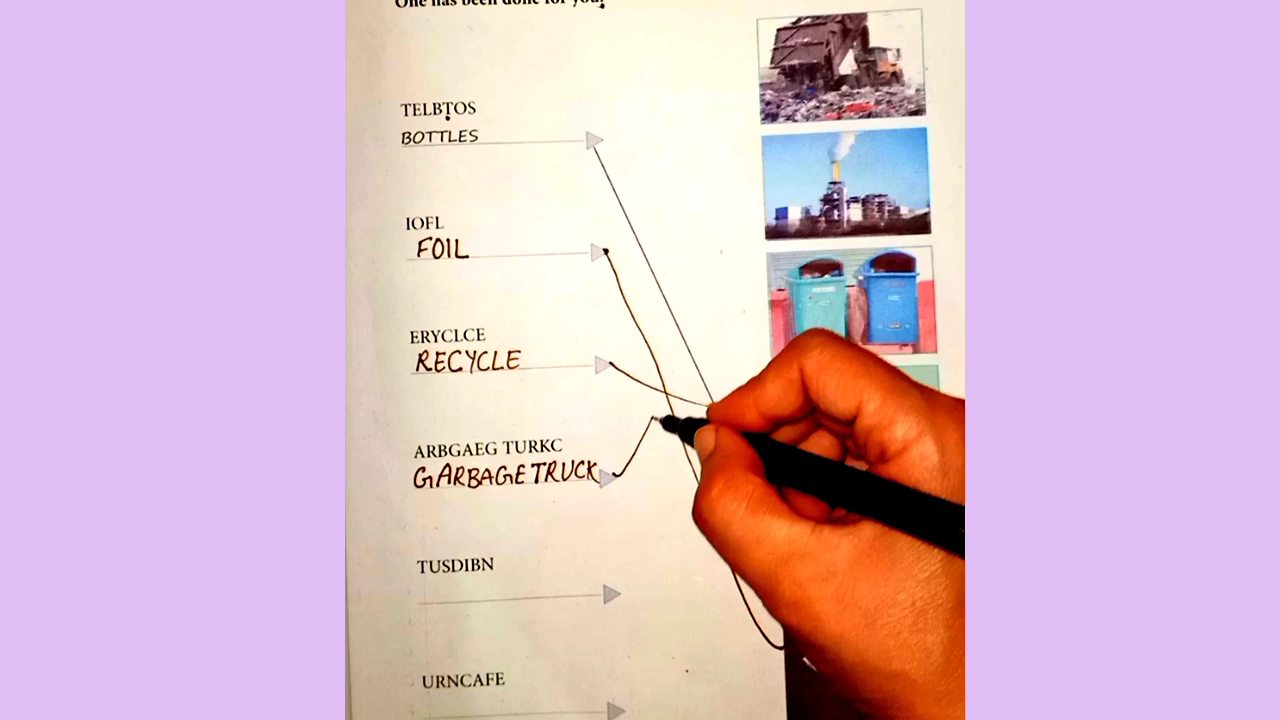 One has been done for you.
TELBTOS
BOTTLES
IOFL
FOIL
ERYCLCE
RECYCLE
ARBGAEG TURKC
GARBAGE TRUCK
TUSDIBN
URNCAFE